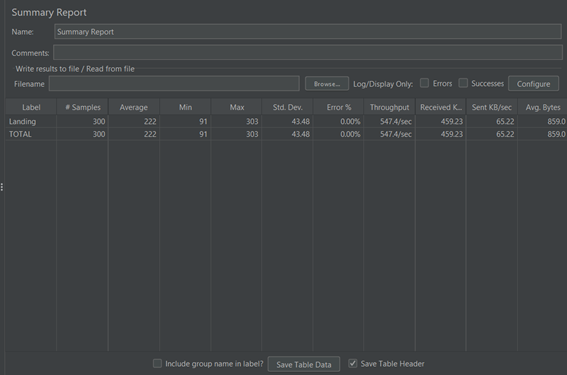 Summary Report
Name: Summary Report
Comments:
Write results to file / Read from file
Filename Browse... Log/Display Only: Errors Successes Configure
Label # Samples Average Min Max Std. Dev. Error % Throughput Received K... Sent KB/sec Avg. Bytes
Landing 300 222 91 303 43.48 0.00% 547.4/sec 459.23 65.22 859.0
TOTAL 300 222 91 303 43.48 0.00% 547.4/sec 459.23 65.22 859.0
Include group name in label? Save Table Data Save Table Header